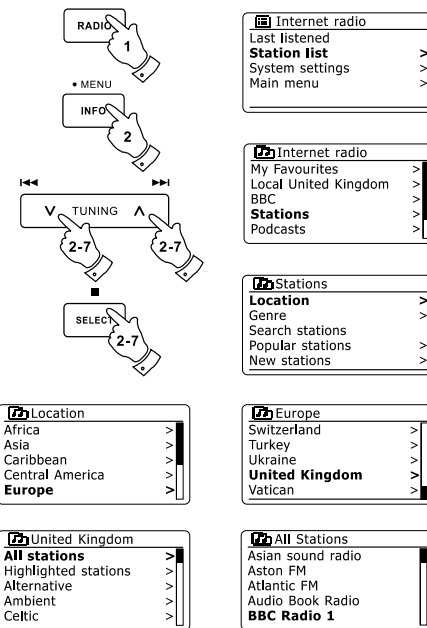 RADIO
1
• MENU
INFO
2
TUNING
2-7
2-7
SELECT
2-7
Internet radio
Last listened
Station list >
System settings >
Main menu >
Internet radio
My Favourites >
Local United Kingdom >
BBC >
Stations >
Podcasts >
Stations
Location >
Genre >
Search stations
Popular stations >
New stations >
Location
Africa >
Asia >
Caribbean >
Central America >
Europe >
Europe
Switzerland >
Turkey >
Ukraine >
United Kingdom >
Vatican >
United Kingdom
All stations >
Highlighted stations >
Alternative >
Ambient >
Celtic >
All Stations
Asian sound radio
Aston FM
Atlantic FM
Audio Book Radio
BBC Radio 1